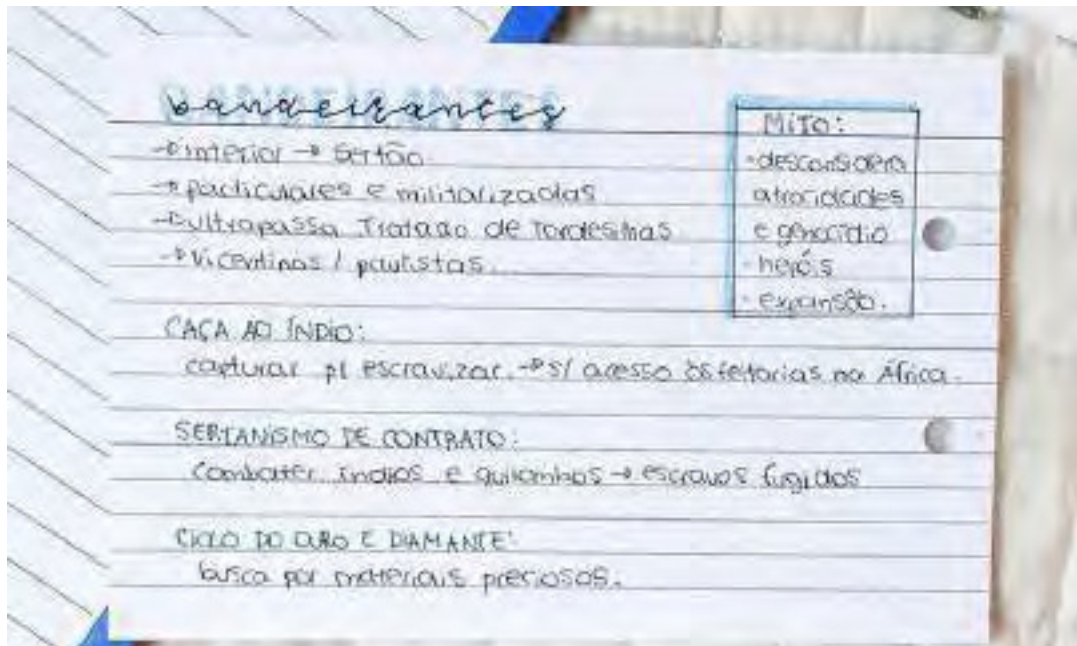 bandeirantes
→ interior → sertão
→ particulares e militarizadas
→ ultrapassa Tratado de Tordesilhas
→ vicentinos / paulistas.
MITO:
• desconsidera
atrocidades
e genocídio
• heróis
• expansão.
CAÇA AO ÍNDIO:
capturar p/ escravizar. → s/ acesso às feitorias na África.
SERTANISMO DE CONTRATO:
combater índios e quilombos → escravos fugidos
CICLO DO OURO E DIAMANTE:
busca por materiais preciosos.